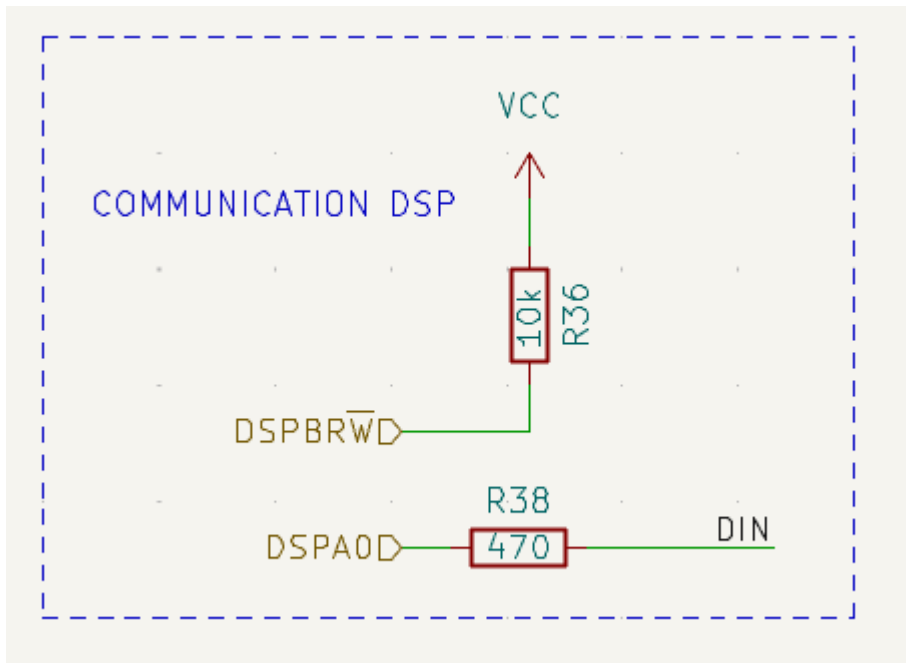 VCC
COMMUNICATION DSP
10k
R36
DSPBRW̅
R38
DIN
DSPA0
470